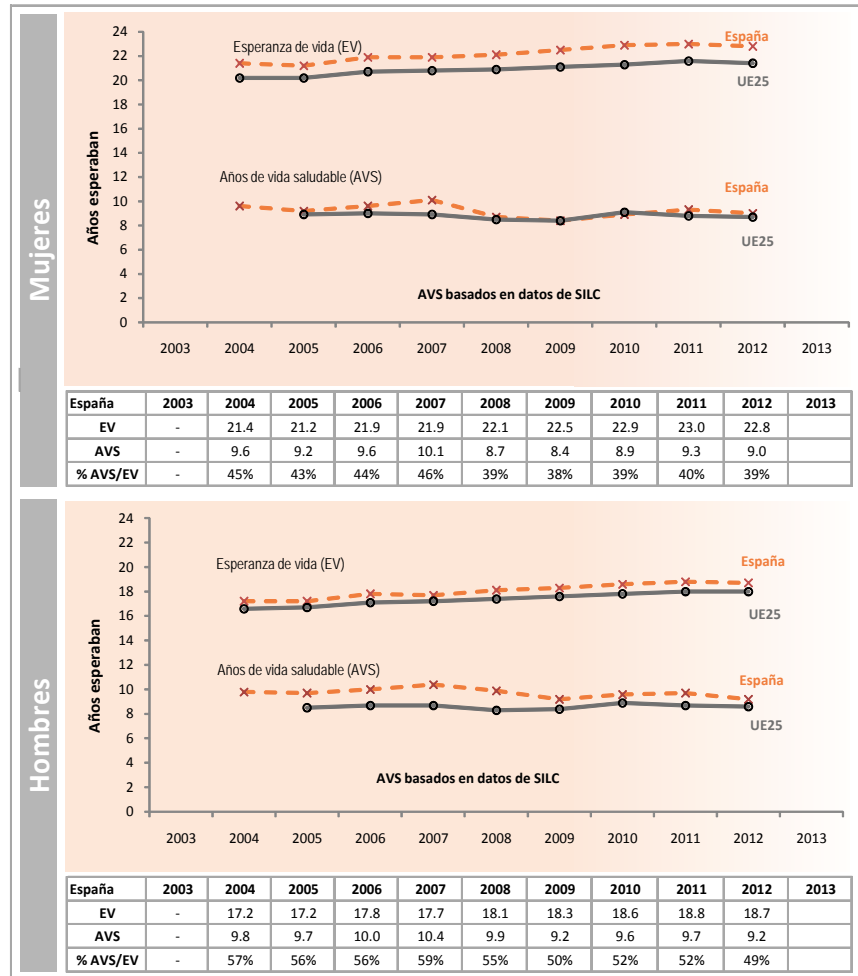 Mujeres
Años esperaban
24
22
20
18
16
14
12
10
8
6
4
2
0
Esperanza de vida (EV)
España
UE25
Años de vida saludable (AVS)
España
UE25
AVS basados en datos de SILC
2003 2004 2005 2006 2007 2008 2009 2010 2011 2012 2013
España 2003 2004 2005 2006 2007 2008 2009 2010 2011 2012 2013
EV - 21.4 21.2 21.9 21.9 22.1 22.5 22.9 23.0 22.8
AVS - 9.6 9.2 9.6 10.1 8.7 8.4 8.9 9.3 9.0
% AVS/EV - 45% 43% 44% 46% 39% 38% 39% 40% 39%
Hombres
Años esperaban
24
22
20
18
16
14
12
10
8
6
4
2
0
Esperanza de vida (EV)
España
UE25
Años de vida saludable (AVS)
España
UE25
AVS basados en datos de SILC
2003 2004 2005 2006 2007 2008 2009 2010 2011 2012 2013
España 2003 2004 2005 2006 2007 2008 2009 2010 2011 2012 2013
EV - 17.2 17.2 17.8 17.7 18.1 18.3 18.6 18.8 18.7
AVS - 9.8 9.7 10.0 10.4 9.9 9.2 9.6 9.7 9.2
% AVS/EV - 57% 56% 56% 59% 55% 50% 52% 52% 49%